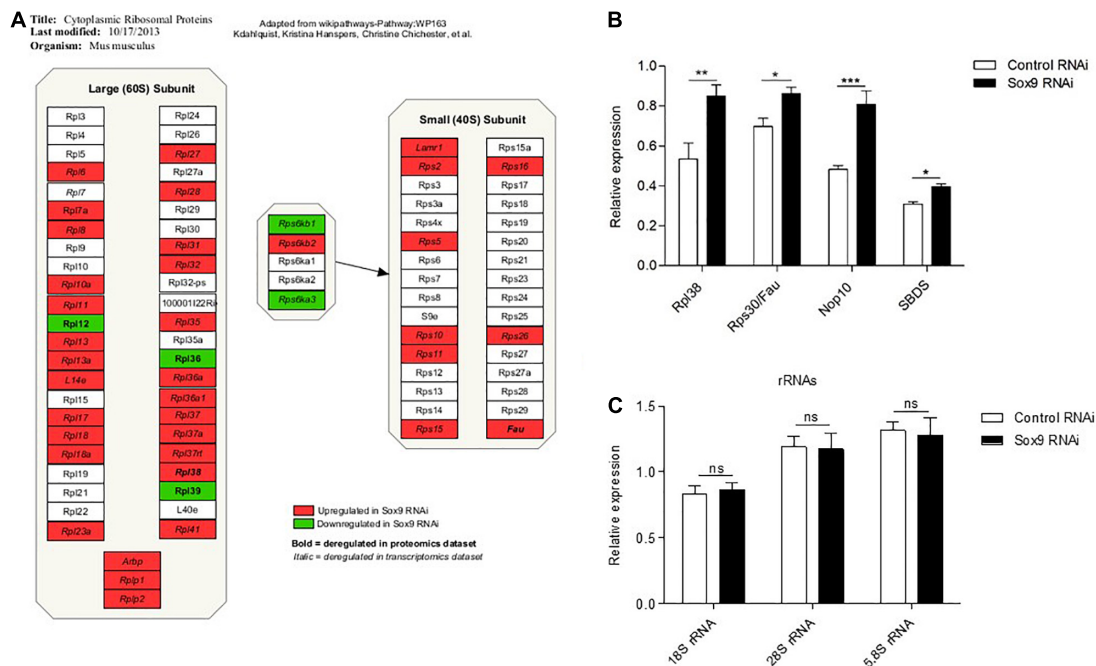 A
Title: Cytoplasmic Ribosomal Proteins
Last modified: 10/17/2013
Organism: Mus musculus
Adapted from wikipathways-Pathway:WP163
Kdahlquist, Kristina Hanspers, Christine Chichester, et al.
Large (60S) Subunit
Rpl3
Rpl4
Rpl5
Rpl6
Rpl7
Rpl7a
Rpl8
Rpl9
Rpl10
Rpl10a
Rpl11
Rpl12
Rpl13
Rpl13a
L14e
Rpl15
Rpl17
Rpl18
Rpl18a
Rpl19
Rpl21
Rpl22
Rpl23a
Rpl24
Rpl26
Rpl27
Rpl27a
Rpl28
Rpl29
Rpl30
Rpl31
Rpl32
Rpl32-ps
Rpl35
Rpl35a
Rpl36
Rpl36a
Rpl36a1
Rpl37
Rpl37a
Rpl37rt
Rpl38
Rpl39
L40e
Rpl41
Arbp
Rplp1
Rplp2
Rps6kb1
Rps6kb2
Rps6ka1
Rps6ka2
Rps6ka3
Small (40S) Subunit
Lamr1
Rps2
Rps3
Rps3a
Rps4x
Rps5
Rps6
Rps7
Rps8
S9e
Rps10
Rps11
Rps12
Rps13
Rps14
Rps15
Rps15a
Rps16
Rps17
Rps18
Rps19
Rps20
Rps21
Rps23
Rps24
Rps25
Rps26
Rps27
Rps27a
Rps28
Rps29
Fau
Upregulated in Sox9 RNAi
Downregulated in Sox9 RNAi
Bold = deregulated in proteomics dataset
Italic = deregulated in transcriptomics dataset
B
Relative expression
1.0
0.8
0.6
0.4
0.2
0.0
**
*
***
*
Rpl38
Rps30/Fau
Nop10
SBDS
Control RNAi
Sox9 RNAi
C
rRNAs
Relative expression
1.5
1.0
0.5
0.0
ns
ns
ns
18S rRNA
28S rRNA
5.8S rRNA
Control RNAi
Sox9 RNAi